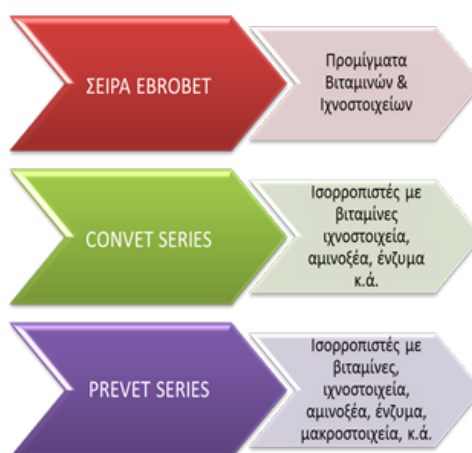 ΣΕΙΡΑ EBROBET
Προμίγματα
Βιταμινών &
Ιχνοστοιχείων
CONVET SERIES
Ισορροπιστές με
βιταμίνες
ιχνοστοιχεία,
αμινοξέα, ένζυμα
κ.ά.
PREVET SERIES
Ισορροπιστές με
βιταμίνες,
ιχνοστοιχεία,
αμινοξέα, ένζυμα,
μακροστοιχεία, κ.ά.